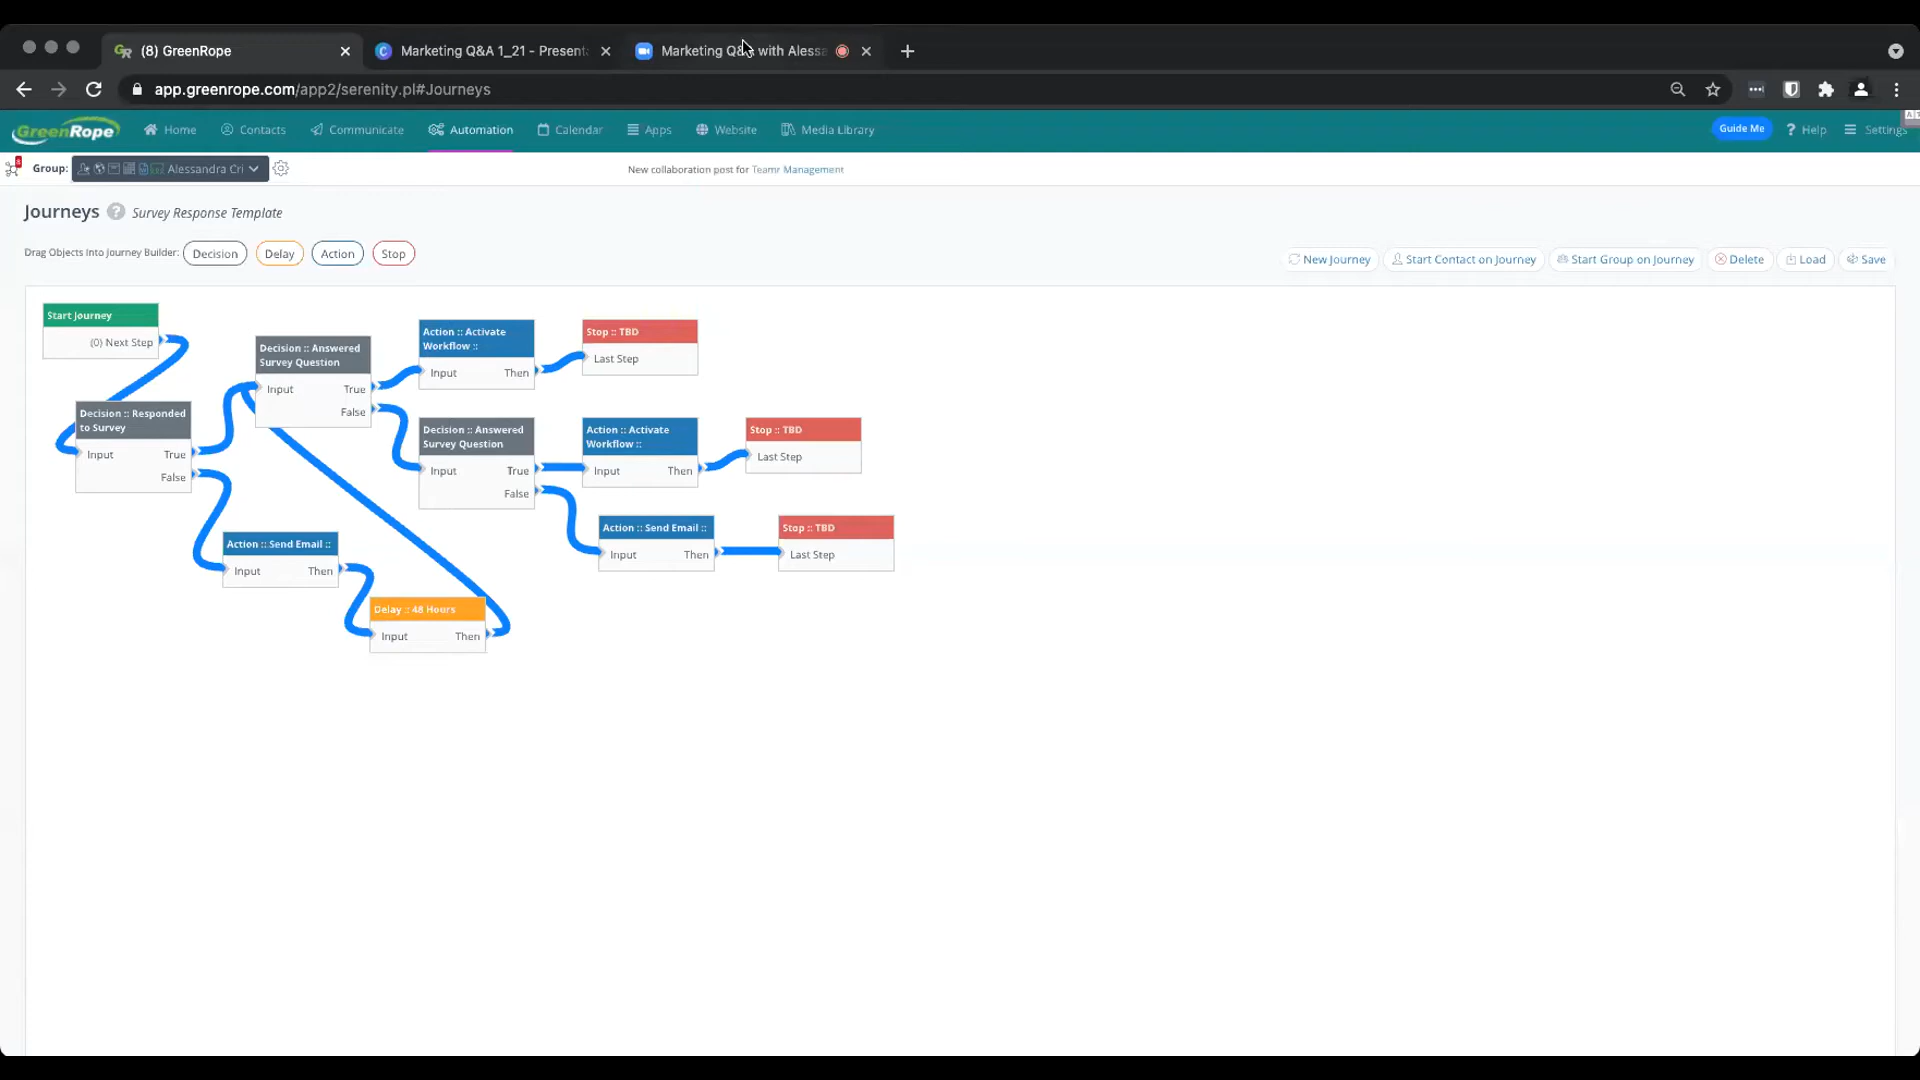 (8) GreenRope
Marketing Q&A 1_21 - Present
Marketing Q& with Alessa
app.greenrope.com/app2/serenity.pl#Journeys
GreenRope
Home
Contacts
Communicate
Automation
Calendar
Apps
Website
Media Library
Guide Me
Help
Settings
Group:
Alessandra Cri
New collaboration post for Teamr Management
Journeys
Survey Response Template
Drag Objects Into Journey Builder:
Decision
Delay
Action
Stop
New Journey
Start Contact on Journey
Start Group on Journey
Delete
Load
Save
Start Journey
(0) Next Step
Decision :: Responded
to Survey
Input True
False
Decision :: Answered
Survey Question
Input True
False
Action :: Activate
Workflow ::
Input Then
Stop :: TBD
Last Step
Decision :: Answered
Survey Question
Input True
False
Action :: Activate
Workflow ::
Input Then
Stop :: TBD
Last Step
Action :: Send Email ::
Input Then
Stop :: TBD
Last Step
Action :: Send Email ::
Input Then
Delay :: 48 Hours
Input Then